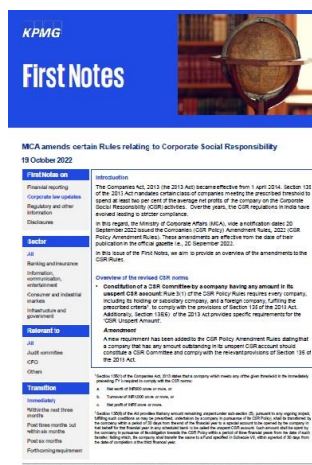 KPMG
First Notes
MCA amends certain Rules relating to Corporate Social Responsibility
19 October 2022
First Notes on
Financial reporting
Corporate law updates
Regulatory and other
information
Disclosures
Sector
All
Banking and insurance
Information,
communication,
entertainment
Consumer and industrial
markets
Infrastructure and
government
Relevant to
All
Audit committee
CFO
Others
Transition
Immediately
Within the next three
months
Post three months but
within six months
Post six months
Forthcoming requirement
Introduction
The Companies Act, 2013 (the 2013 Act) became effective from 1 April 2014. Section 135
of the 2013 Act mandates certain class of companies meeting the prescribed threshold to
spend at least two per cent of the average net profits of the company on the Corporate
Social Responsibility (CSR) activities. Over the years, the CSR regulations in India have
evolved leading to stricter compliance.
In this regard, the Ministry of Corporate Affairs (MCA), vide a notification dated 20
September 2022 issued the Companies (CSR Policy) Amendment Rules, 2022 (CSR
Policy Amendment Rules). These amendments are effective from the date of their
publication in the official gazette i.e., 20 September 2022.
In this issue of the First Notes, we aim to provide an overview of the amendments to the
CSR Rules.
Overview of the revised CSR norms
• Constitution of a CSR Committee by a company having any amount in its
unspent CSR account: Rule 3(1) of the CSR Policy Rules requires every company,
including its holding or subsidiary company, and a foreign company, fulfilling the
prescribed criteria¹ to comply with the provisions of Section 135 of the 2013 Act.
Additionally, Section 135(6) of the 2013 Act provides specific requirements for the
'CSR Unspent Amount'.
Amendment
A new requirement has been added to the CSR Policy Amendment Rules stating that
a company that has any amount outstanding in its unspent CSR account should
constitute a CSR Committee and comply with the relevant provisions of Section 135 of
the 2013 Act.